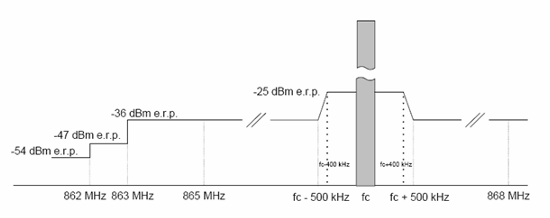 -25 dBm e.r.p.
-36 dBm e.r.p.
-47 dBm e.r.p.
-54 dBm e.r.p.
fc-400 kHz
fc+400 kHz
862 MHz 863 MHz 865 MHz fc - 500 kHz fc fc + 500 kHz 868 MHz